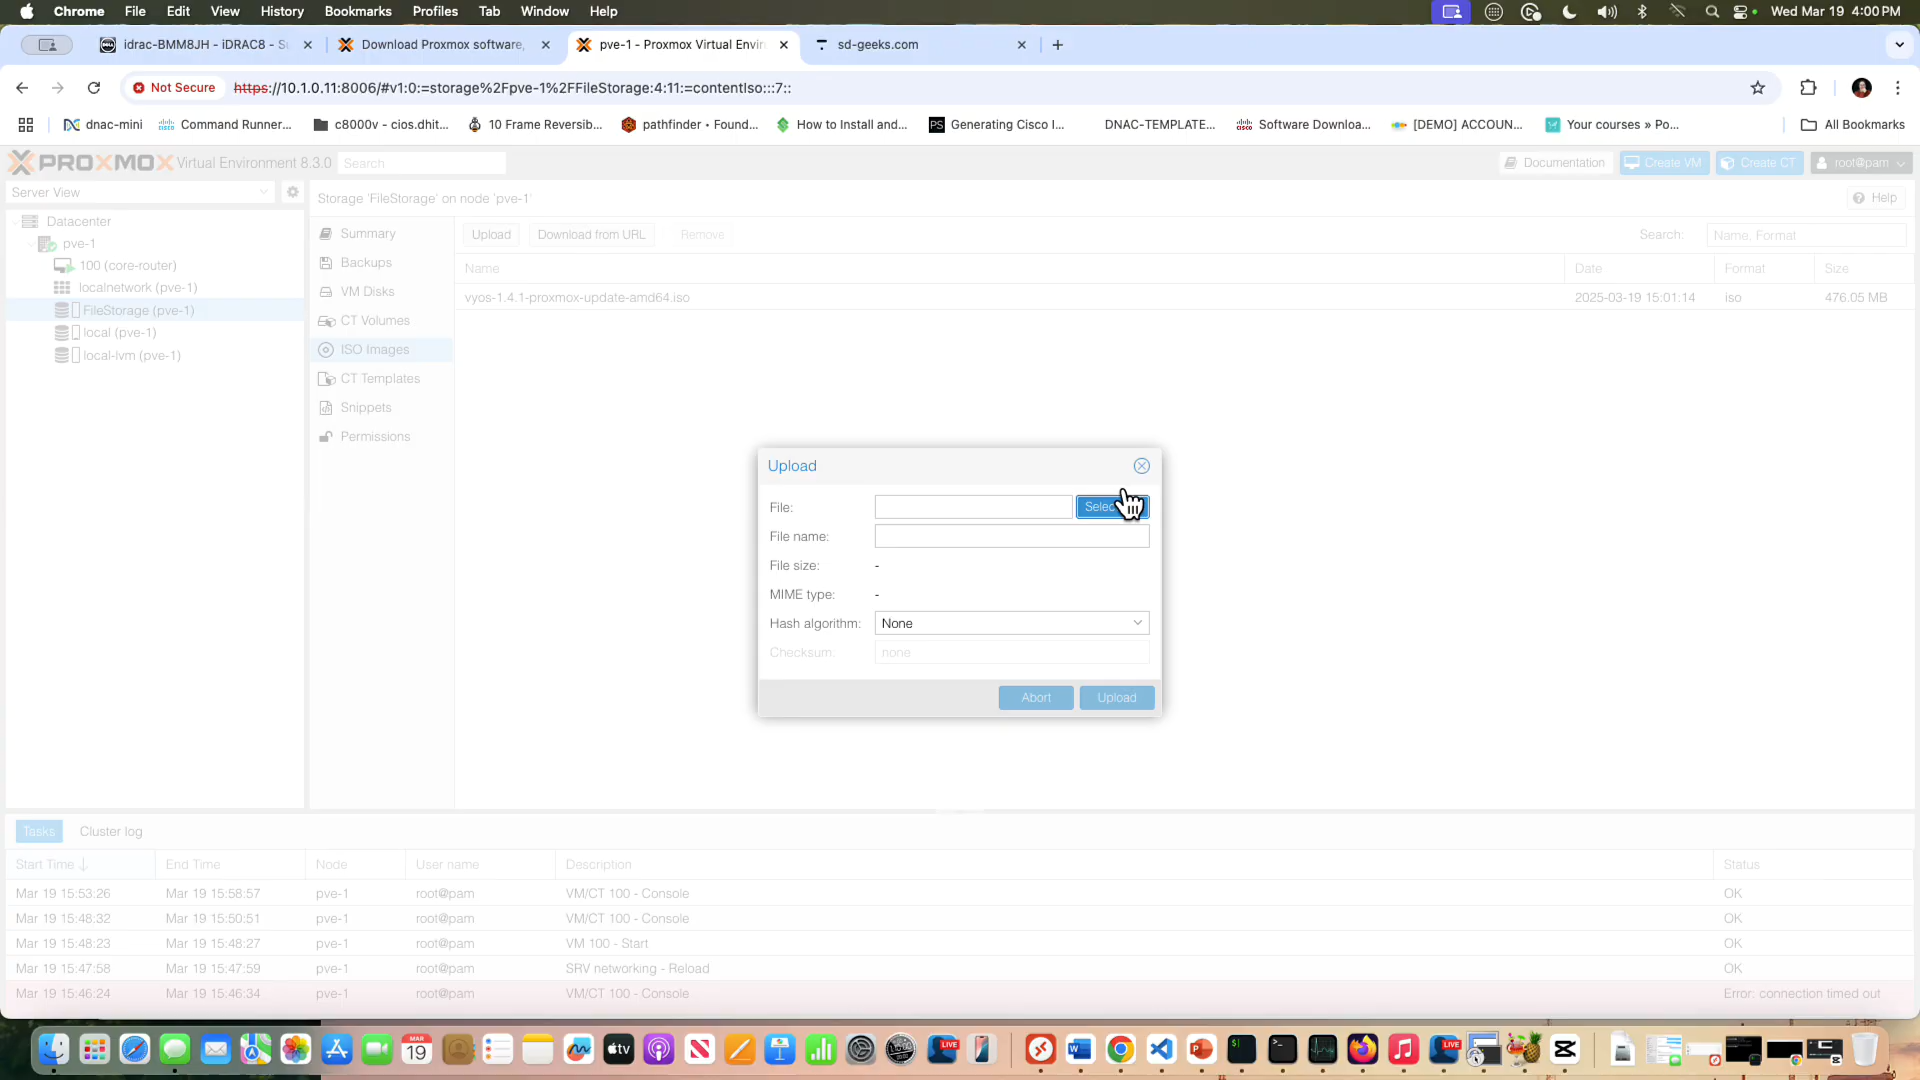 Chrome File Edit View History Bookmarks Profiles Tab Window Help Wed Mar 19 4:00 PM
idrac-BMM8JH - iDRAC8 - Download Proxmox software, pve-1 - Proxmox Virtual Envir sd-geeks.com
Not Secure https://10.1.0.11:8006/#v1:0:=storage%2Fpve-1%2FFileStorage:4:11:=contentIso:::7::
dnac-mini Command Runner... c8000v - cios.dhit... 10 Frame Reversib... pathfinder • Found... How to Install and... Generating Cisco I... DNAC-TEMPLATE... Software Downloa... [DEMO] ACCOUN... Your courses » Po... All Bookmarks
PROXMOX Virtual Environment 8.3.0 Search Documentation Create VM Create CT root@pam
Server View
Storage 'FileStorage' on node 'pve-1' Help
Datacenter
pve-1
100 (core-router)
localnetwork (pve-1)
FileStorage (pve-1)
local (pve-1)
local-lvm (pve-1)
Summary
Backups
VM Disks
CT Volumes
ISO Images
CT Templates
Snippets
Permissions
Upload Download from URL Remove Search: Name, Format
Name Date Format Size
vyos-1.4.1-proxmox-update-amd64.iso 2025-03-19 15:01:14 iso 476.05 MB
Upload
File:
File name:
File size: -
MIME type: -
Hash algorithm: None
Checksum: none
Abort Upload
Tasks Cluster log
Start Time End Time Node User name Description Status
Mar 19 15:53:26 Mar 19 15:58:57 pve-1 root@pam VM/CT 100 - Console OK
Mar 19 15:48:32 Mar 19 15:50:51 pve-1 root@pam VM/CT 100 - Console OK
Mar 19 15:48:23 Mar 19 15:48:27 pve-1 root@pam VM 100 - Start OK
Mar 19 15:47:58 Mar 19 15:47:59 pve-1 root@pam SRV networking - Reload OK
Mar 19 15:46:24 Mar 19 15:46:34 pve-1 root@pam VM/CT 100 - Console Error: connection timed out
MAR
19
tv
LIVE
LIVE